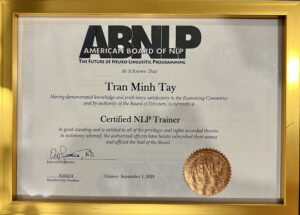 ABNLP
AMERICAN BOARD OF NLP
THE FUTURE OF NEURO LINGUISTIC PROGRAMMING
Be It Known That
Tran Minh Tay
Having demonstrated knowledge and proficiency satisfactory to the Examining Committee
and by authority of the Board of Directors, is currently a
Certified NLP Trainer
In good standing and is entitled to all of the privileges and rights accorded thereto
In testimony whereof, the authorized officers have hereto subscribed their names
and affixed the Seal of the Board
Membership Number
Expires: September 1,
ABNLP